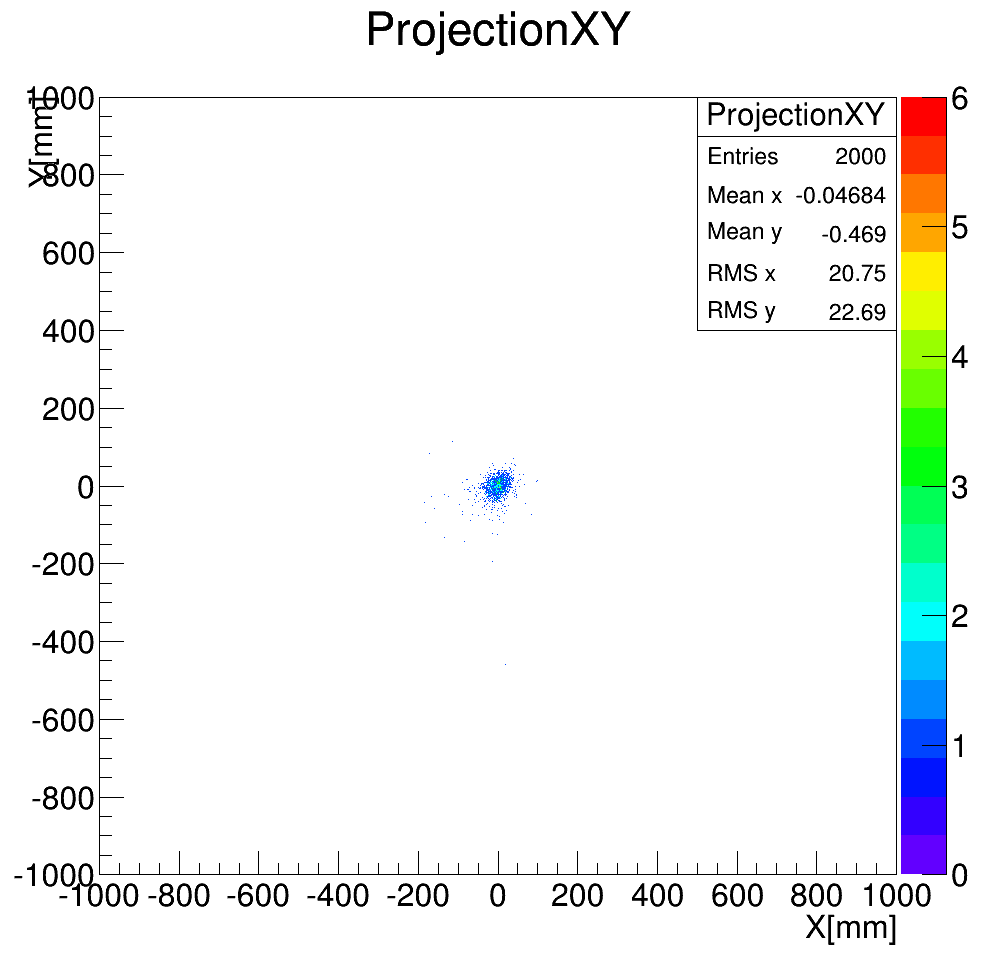 ProjectionXY
Y[mm]
1000
800
600
400
200
0
-200
-400
-600
-800
-1000
ProjectionXY
Entries 2000
Mean x -0.04684
Mean y -0.469
RMS x 20.75
RMS y 22.69
6
5
4
3
2
1
0
-1000 -800 -600 -400 -200 0 200 400 600 800 1000
X[mm]